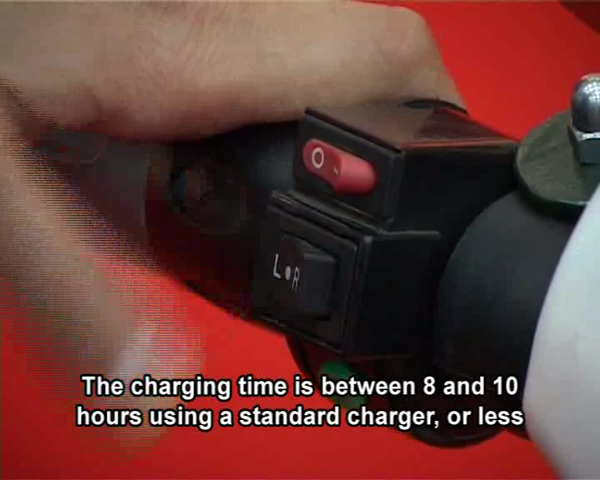 O -
L • R
The charging time is between 8 and 10
hours using a standard charger, or less